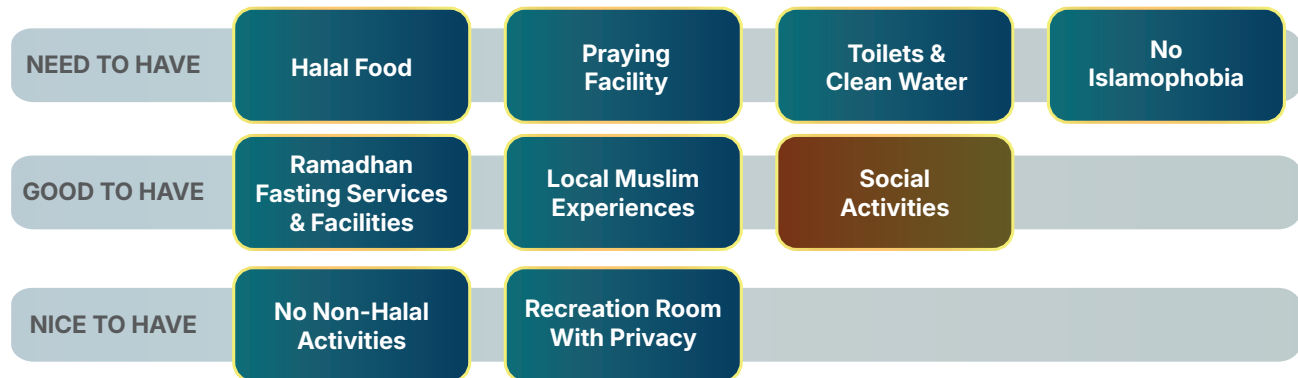 NEED TO HAVE
Halal Food
Praying
Facility
Toilets &
Clean Water
No
Islamophobia
GOOD TO HAVE
Ramadhan
Fasting Services
& Facilities
Local Muslim
Experiences
Social
Activities
NICE TO HAVE
No Non-Halal
Activities
Recreation Room
With Privacy